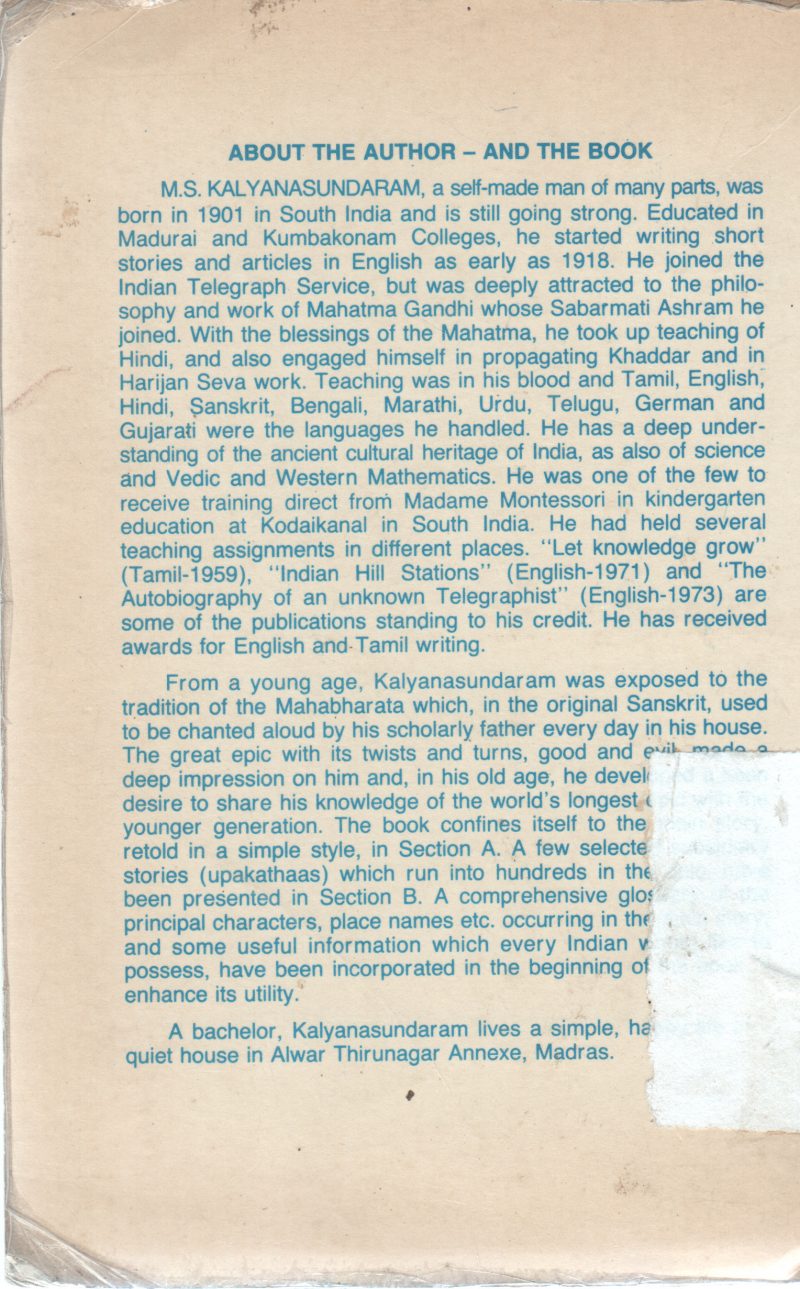 ABOUT THE AUTHOR – AND THE BOOK
M.S. KALYANASUNDARAM, a self-made man of many parts, was
born in 1901 in South India and is still going strong. Educated in
Madurai and Kumbakonam Colleges, he started writing short
stories and articles in English as early as 1918. He joined the
Indian Telegraph Service, but was deeply attracted to the philo-
sophy and work of Mahatma Gandhi whose Sabarmati Ashram he
joined. With the blessings of the Mahatma, he took up teaching of
Hindi, and also engaged himself in propagating Khaddar and in
Harijan Seva work. Teaching was in his blood and Tamil, English,
Hindi, Sanskrit, Bengali, Marathi, Urdu, Telugu, German and
Gujarati were the languages he handled. He has a deep under-
standing of the ancient cultural heritage of India, as also of science
and Vedic and Western Mathematics. He was one of the few to
receive training direct from Madame Montessori in kindergarten
education at Kodaikanal in South India. He had held several
teaching assignments in different places. "Let knowledge grow"
(Tamil-1959), "Indian Hill Stations" (English-1971) and "The
Autobiography of an unknown Telegraphist" (English-1973) are
some of the publications standing to his credit. He has received
awards for English and Tamil writing.
From a young age, Kalyanasundaram was exposed to the
tradition of the Mahabharata which, in the original Sanskrit, used
to be chanted aloud by his scholarly father every day in his house.
The great epic with its twists and turns, good and evil, made a
deep impression on him and, in his old age, he developed a
desire to share his knowledge of the world's longest epic with the
younger generation. The book confines itself to the main story,
retold in a simple style, in Section A. A few selected
stories (upakathaas) which run into hundreds in the
been presented in Section B. A comprehensive glossary of the
principal characters, place names etc. occurring in the
and some useful information which every Indian
possess, have been incorporated in the beginning of
enhance its utility.
A bachelor, Kalyanasundaram lives a simple,
quiet house in Alwar Thirunagar Annexe, Madras.